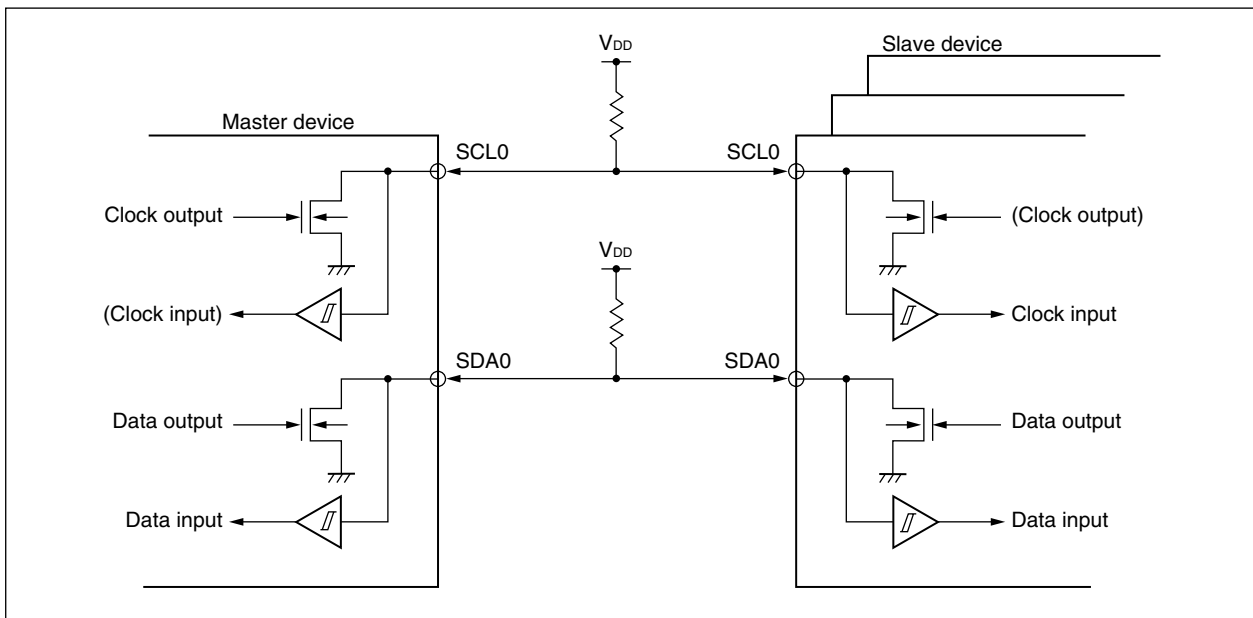 VDD
Slave device
Master device
SCL0
SCL0
Clock output
(Clock output)
VDD
(Clock input)
Clock input
SDA0
SDA0
Data output
Data output
Data input
Data input